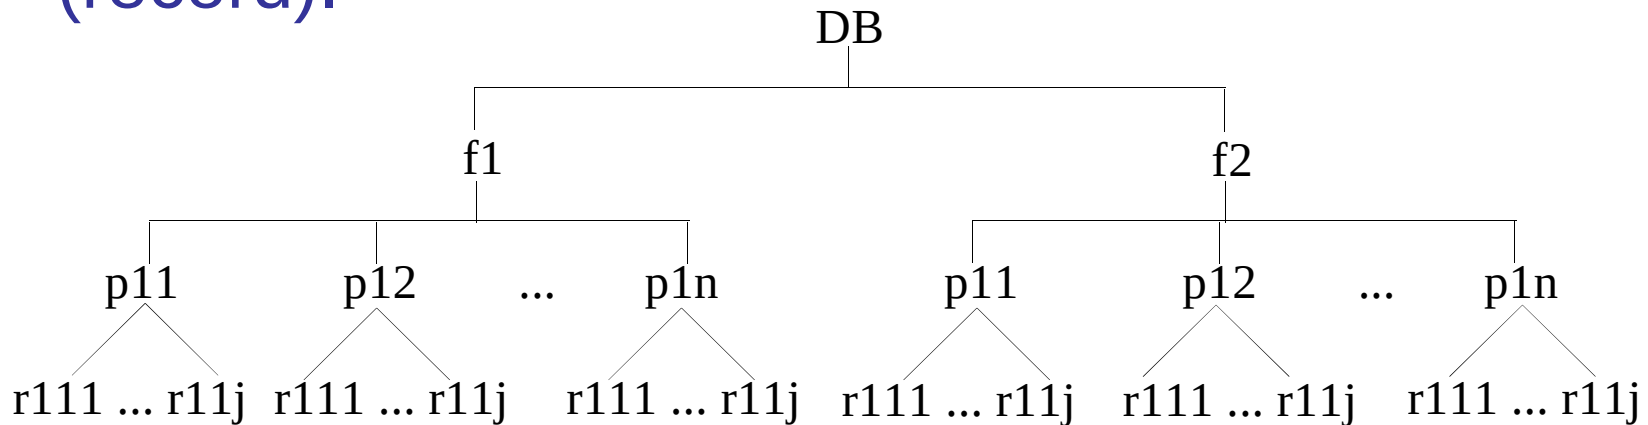 (record).
DB
f1 f2
p11 p12 ... p1n p11 p12 ... p1n
r111 ... r11j r111 ... r11j r111 ... r11j r111 ... r11j r111 ... r11j r111 ... r11j